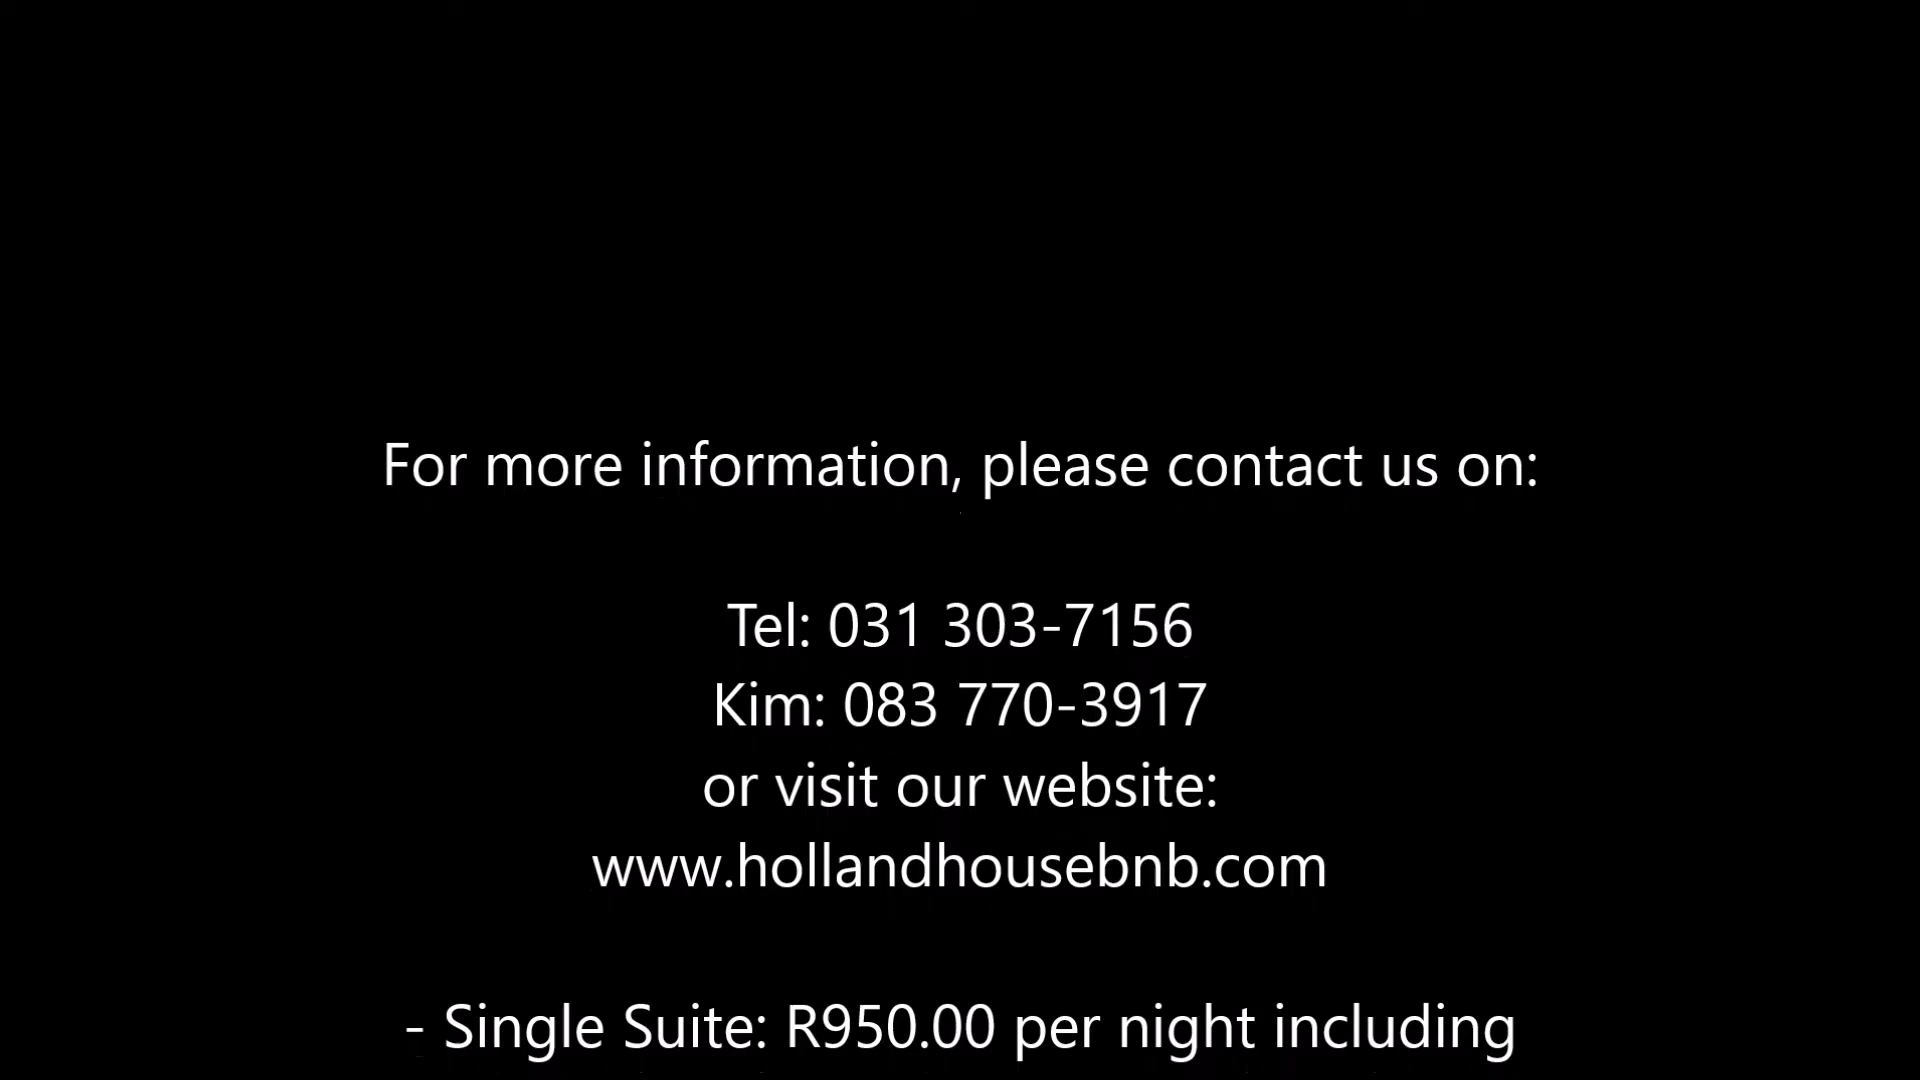 For more information, please contact us on:
Tel: 031 303-7156
Kim: 083 770-3917
or visit our website:
www.hollandhousebnb.com
- Single Suite: R950.00 per night including